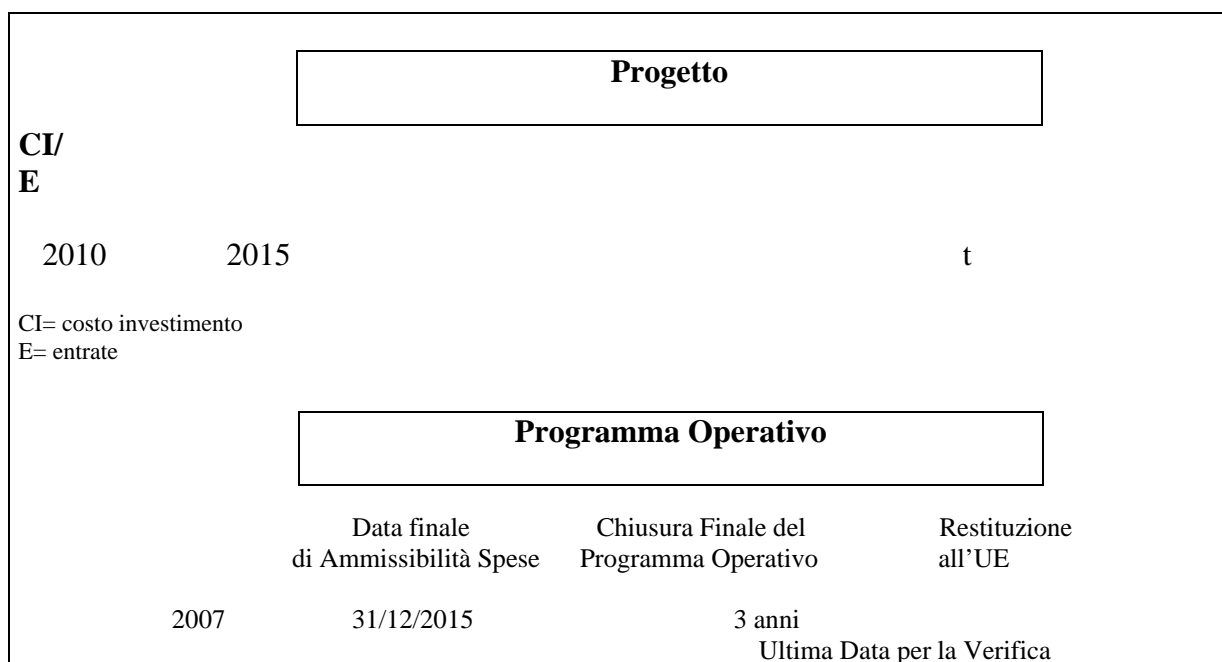 Progetto
CI/
E
2010 2015 t
CI= costo investimento
E= entrate
Programma Operativo
Data finale Chiusura Finale del Restituzione
di Ammissibilità Spese Programma Operativo all’UE
2007 31/12/2015 3 anni
Ultima Data per la Verifica